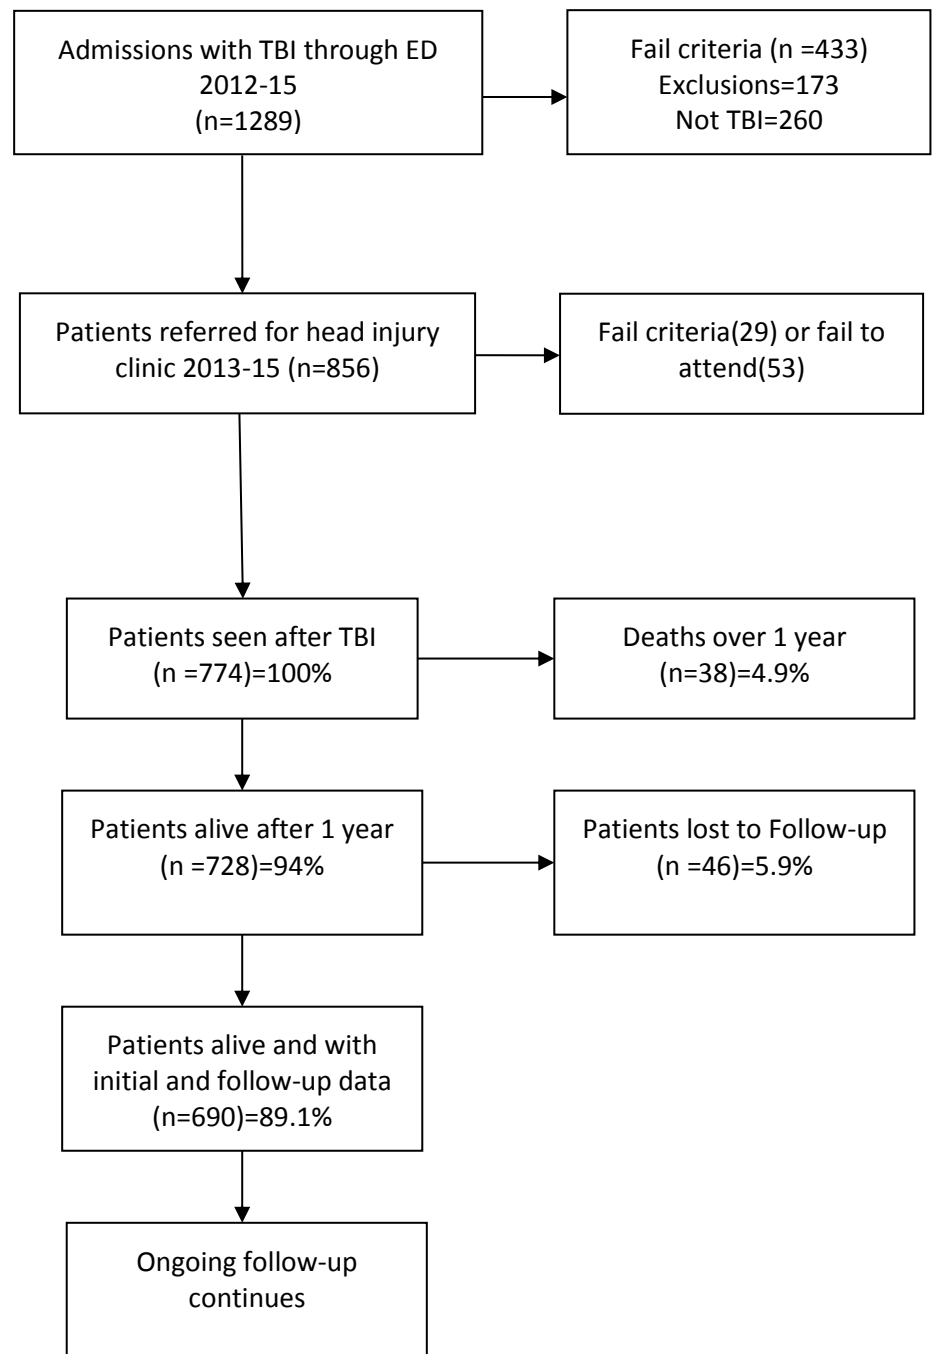 Admissions with TBI through ED
2012-15
(n=1289)
Fail criteria (n =433)
Exclusions=173
Not TBI=260
Patients referred for head injury
clinic 2013-15 (n=856)
Fail criteria(29) or fail to
attend(53)
Patients seen after TBI
(n =774)=100%
Deaths over 1 year
(n=38)=4.9%
Patients alive after 1 year
(n =728)=94%
Patients lost to Follow-up
(n =46)=5.9%
Patients alive and with
initial and follow-up data
(n=690)=89.1%
Ongoing follow-up
continues